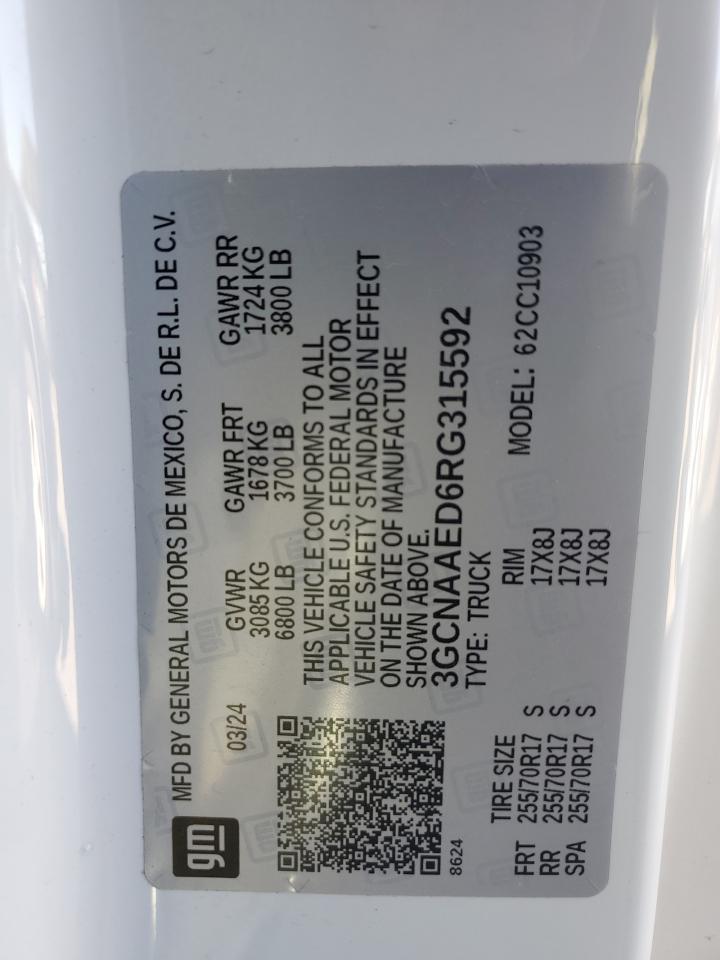 gm MFD BY GENERAL MOTORS DE MEXICO, S. DE R.L. DE C.V.
03/24 GVWR GAWR FRT GAWR RR
3085 KG 1678 KG 1724 KG
6800 LB 3700 LB 3800 LB
THIS VEHICLE CONFORMS TO ALL
APPLICABLE U.S. FEDERAL MOTOR
VEHICLE SAFETY STANDARDS IN EFFECT
ON THE DATE OF MANUFACTURE
SHOWN ABOVE.
3GCNAAED6RG315592
8624 TYPE: TRUCK
TIRE SIZE RIM MODEL: 62CC10903
FRT 255/70R17 S 17X8J
RR 255/70R17 S 17X8J
SPA 255/70R17 S 17X8J